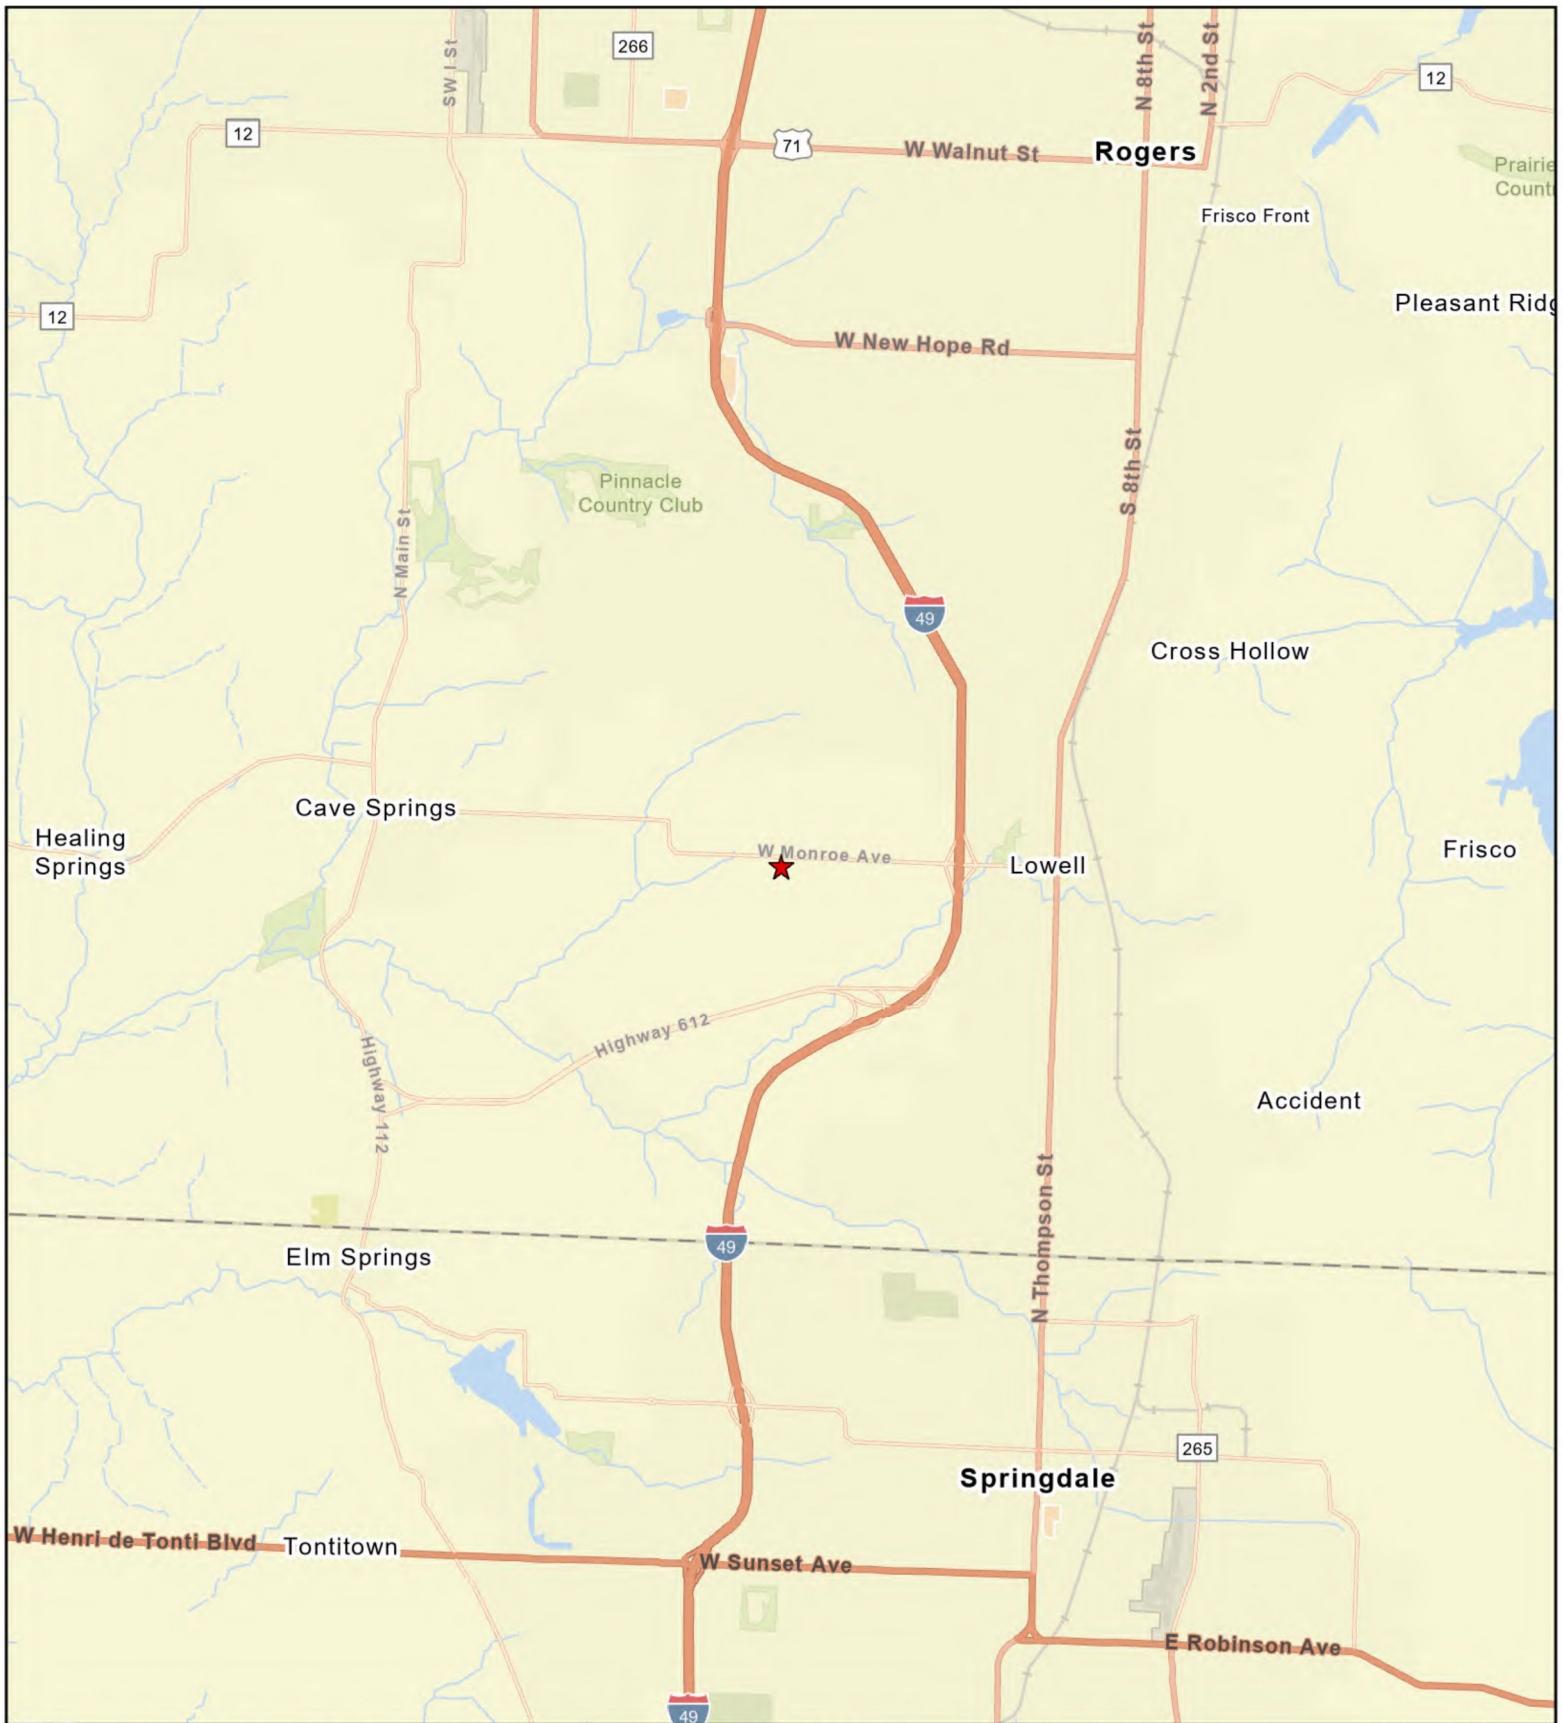 SW I St
266
N 8th St
N 2nd St
12
12
71
W Walnut St
Rogers
Prairie
Count
Frisco Front
12
Pleasant Ridg
W New Hope Rd
S 8th St
Pinnacle
Country Club
N Main St
49
Cross Hollow
Cave Springs
Healing
Springs
W Monroe Ave
Lowell
Frisco
Highway 612
Highway 112
Accident
N Thompson St
49
Elm Springs
265
Springdale
W Henri de Tonti Blvd
Tontitown
W Sunset Ave
E Robinson Ave
49